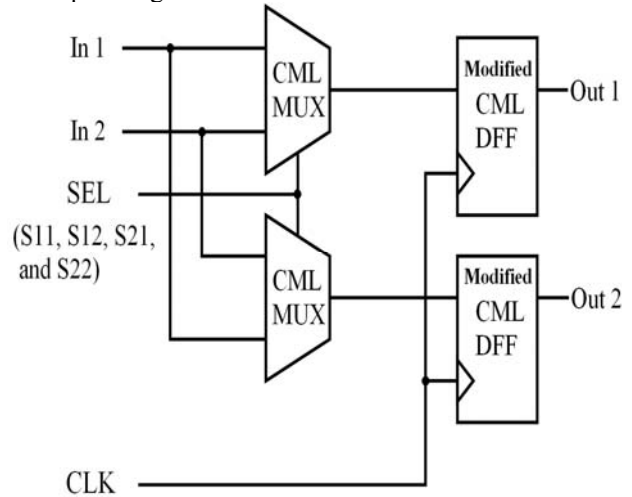 In 1
In 2
SEL
(S11, S12, S21,
and S22)
CLK
CML
MUX
CML
MUX
Modified
CML
DFF
Out 1
Modified
CML
DFF
Out 2